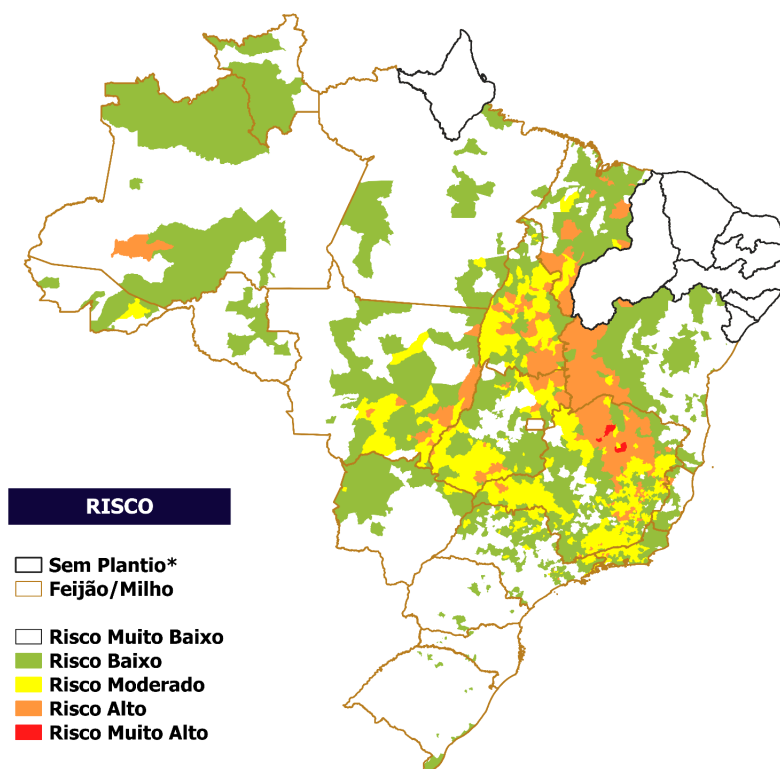 RISCO
Sem Plantio*
Feijão/Milho
Risco Muito Baixo
Risco Baixo
Risco Moderado
Risco Alto
Risco Muito Alto